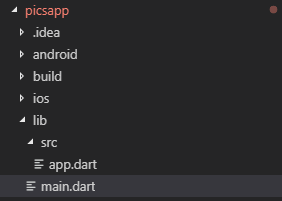 picsapp
.idea
android
build
ios
lib
src
app.dart
main.dart